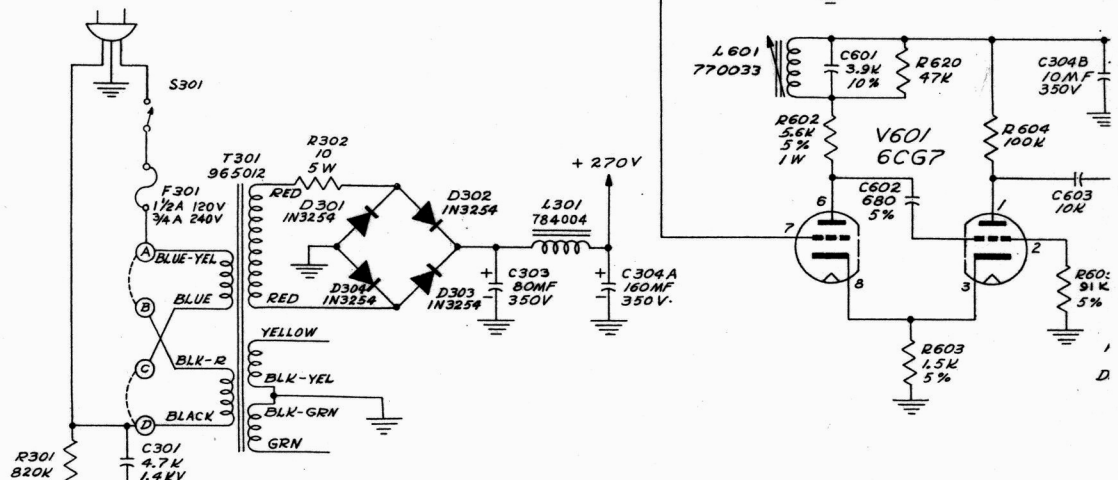 S301
F301
1½A 120V
¾A 240V
A
B
C
D
BLUE-YEL
BLUE
BLK-R
BLACK
R301
820K
C301
4.7K
1.4KV
T301
965012
RED
RED
YELLOW
BLK-YEL
BLK-GRN
GRN
R302
10
5W
D301
1N3254
D302
1N3254
D304
1N3254
D303
1N3254
L301
784004
+ 270V
+
-
C303
80MF
350V
+
-
C304A
160MF
350V.
L601
770033
C601
3.9K
10%
R620
47K
C304B
10MF
350V
R602
5.6K
5%
1W
V601
6CG7
R604
100K
C602
680
5%
C603
10K
6
7
8
1
2
3
91K
5%
R603
1.5K
5%